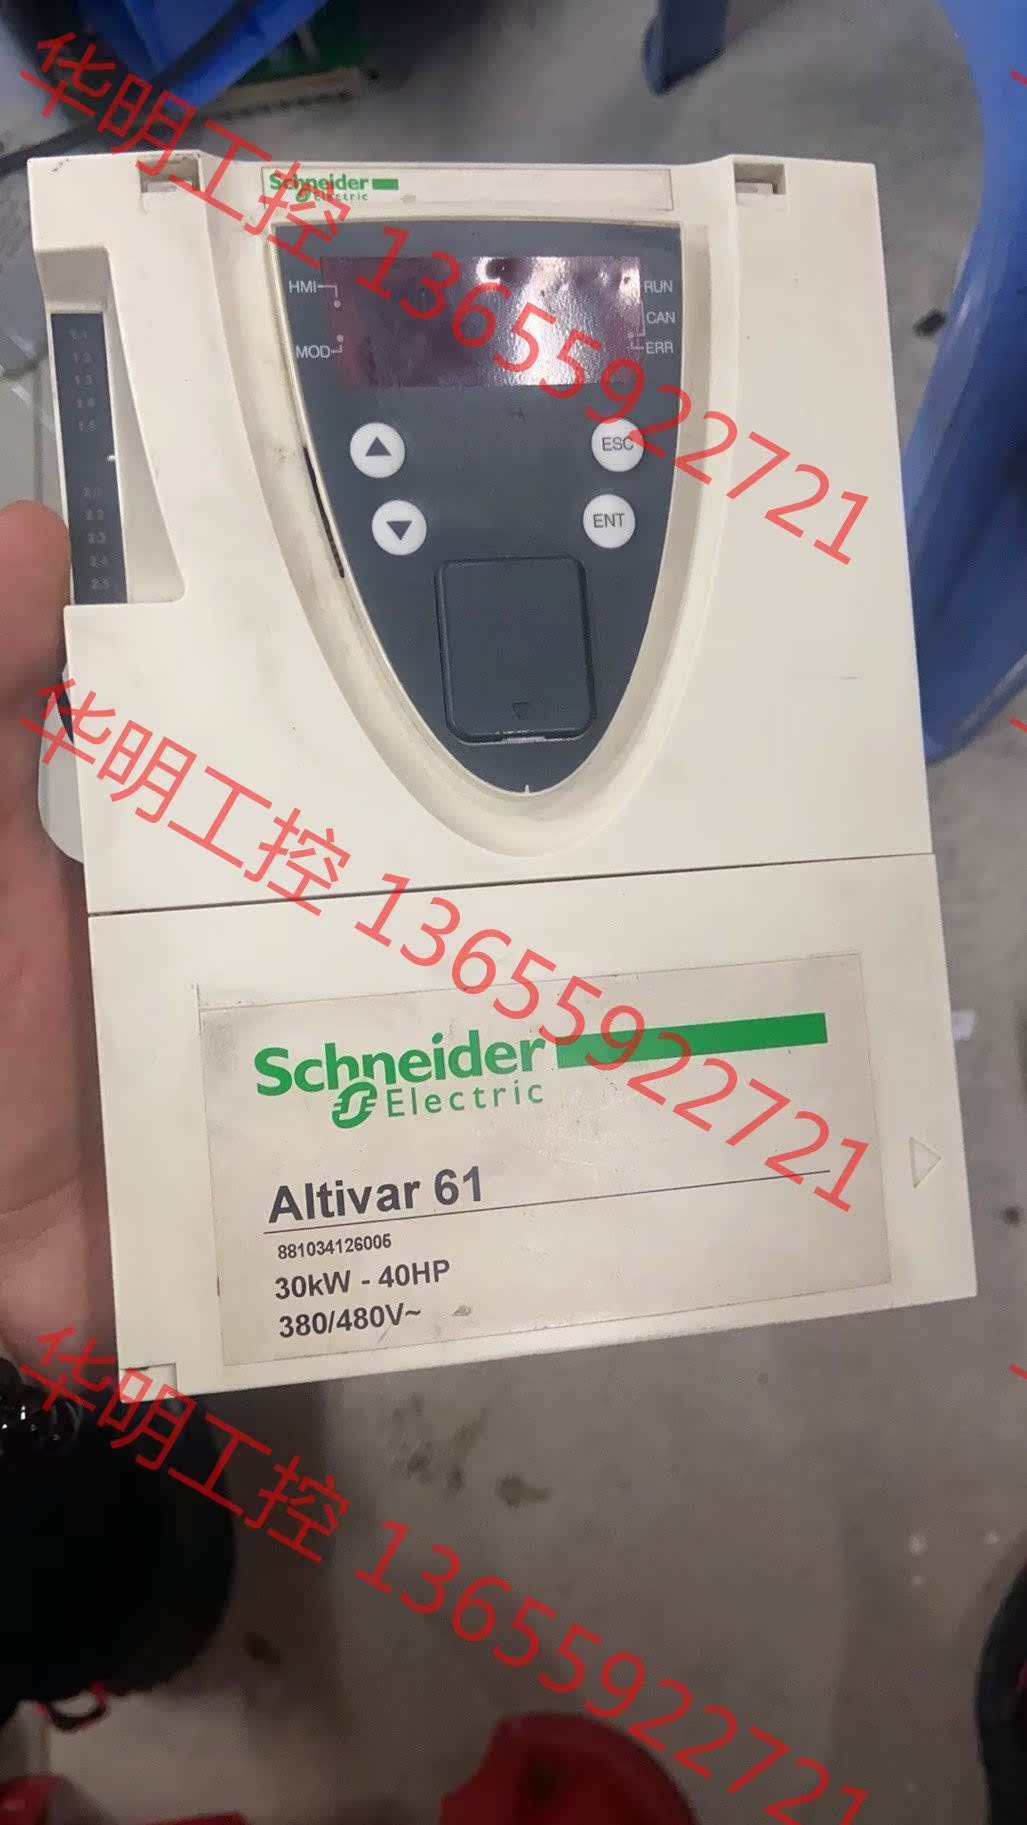 华明工控 13655922721
Schneider
Electric
HMI
RUN
CAN
MOD
ERR
ESC
ENT
华明工控 13655922721
Schneider
Electric
Altivar 61
881034126005
30kW - 40HP
380/480V~
华明工控 13655922721